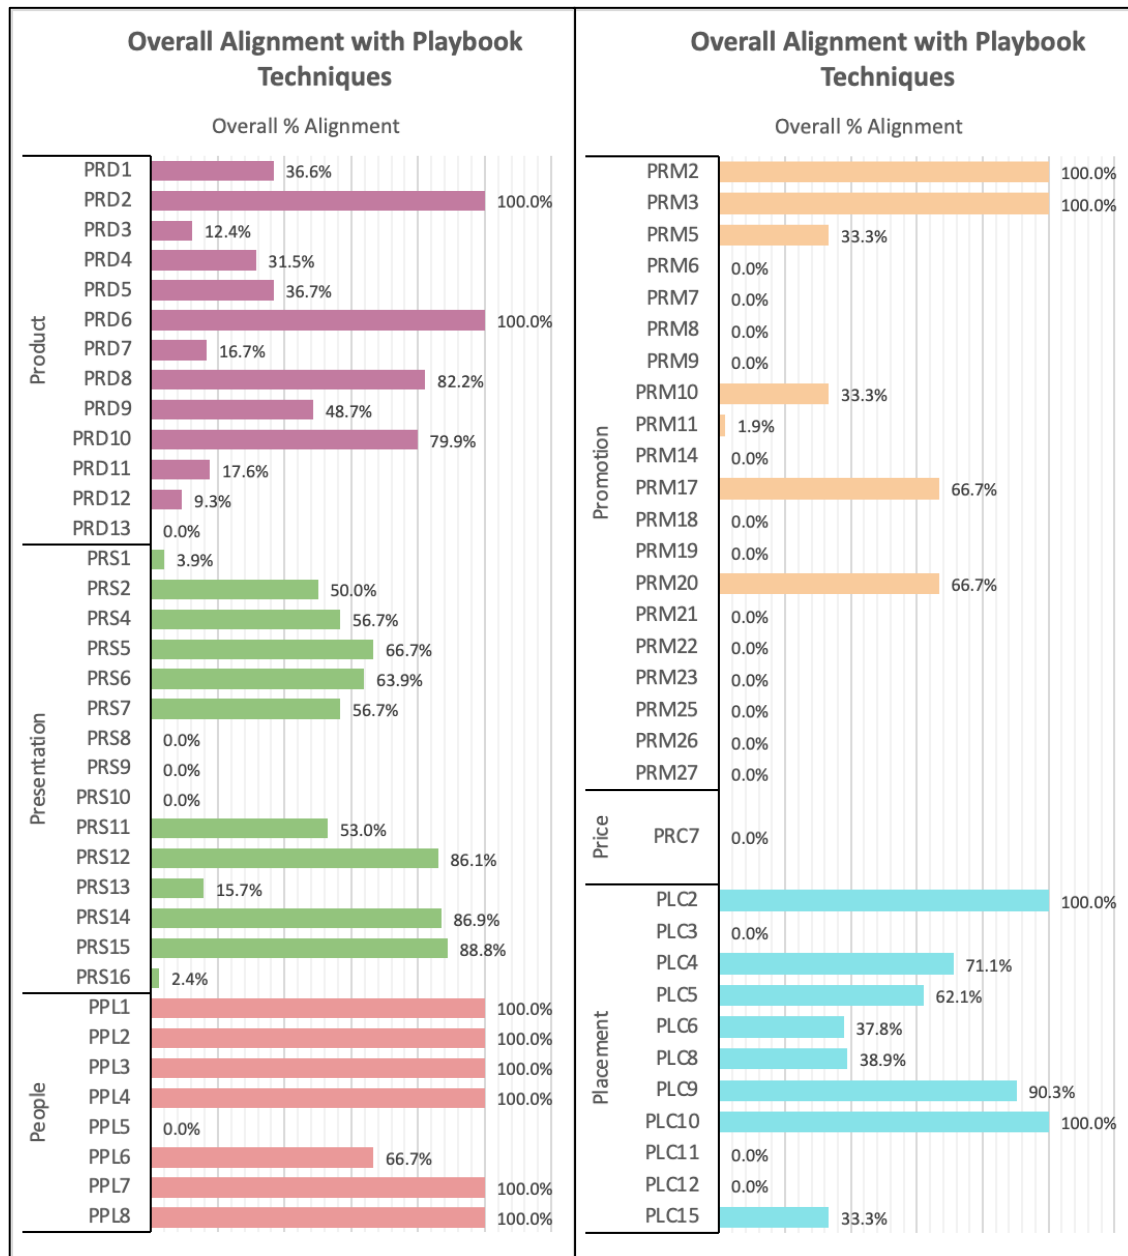 Overall Alignment with Playbook
Techniques
Overall % Alignment
Product
PRD1 36.6%
PRD2 100.0%
PRD3 12.4%
PRD4 31.5%
PRD5 36.7%
PRD6 100.0%
PRD7 16.7%
PRD8 82.2%
PRD9 48.7%
PRD10 79.9%
PRD11 17.6%
PRD12 9.3%
PRD13 0.0%
Presentation
PRS1 3.9%
PRS2 50.0%
PRS4 56.7%
PRS5 66.7%
PRS6 63.9%
PRS7 56.7%
PRS8 0.0%
PRS9 0.0%
PRS10 0.0%
PRS11 53.0%
PRS12 86.1%
PRS13 15.7%
PRS14 86.9%
PRS15 88.8%
PRS16 2.4%
People
PPL1 100.0%
PPL2 100.0%
PPL3 100.0%
PPL4 100.0%
PPL5 0.0%
PPL6 66.7%
PPL7 100.0%
PPL8 100.0%
Overall Alignment with Playbook
Techniques
Overall % Alignment
Promotion
PRM2 100.0%
PRM3 100.0%
PRM5 33.3%
PRM6 0.0%
PRM7 0.0%
PRM8 0.0%
PRM9 0.0%
PRM10 33.3%
PRM11 1.9%
PRM14 0.0%
PRM17 66.7%
PRM18 0.0%
PRM19 0.0%
PRM20 66.7%
PRM21 0.0%
PRM22 0.0%
PRM23 0.0%
PRM25 0.0%
PRM26 0.0%
PRM27 0.0%
Price
PRC7 0.0%
Placement
PLC2 100.0%
PLC3 0.0%
PLC4 71.1%
PLC5 62.1%
PLC6 37.8%
PLC8 38.9%
PLC9 90.3%
PLC10 100.0%
PLC11 0.0%
PLC12 0.0%
PLC15 33.3%